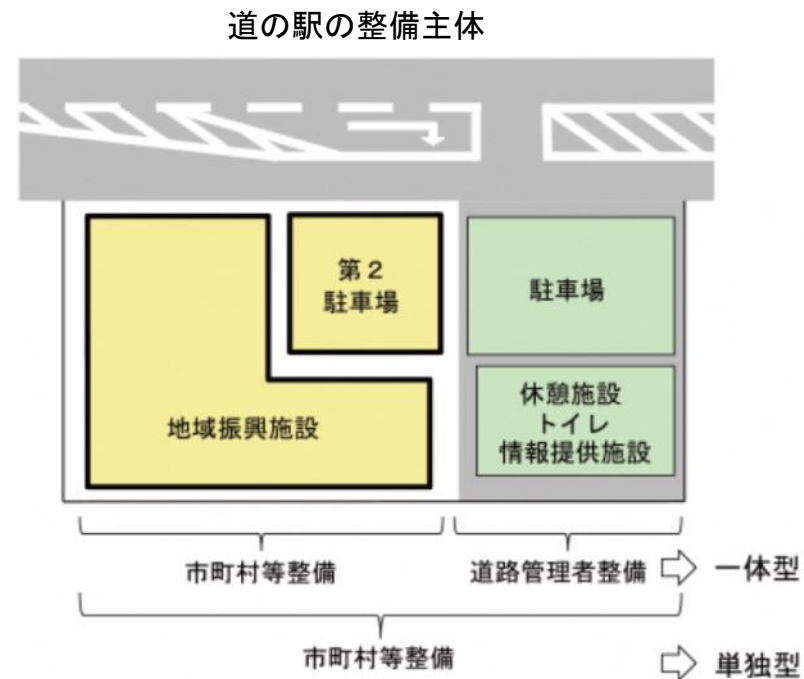 道の駅の整備主体
第２
駐車場
駐車場
地域振興施設
休憩施設
トイレ
情報提供施設
市町村等整備
道路管理者整備
一体型
市町村等整備
単独型